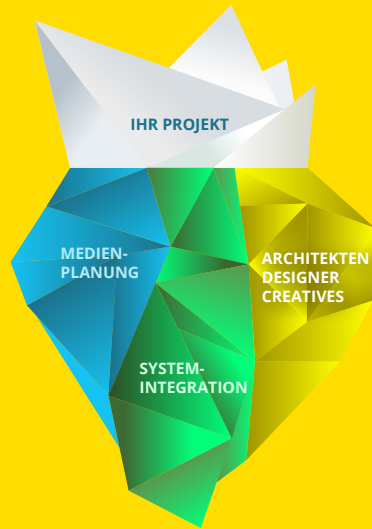 IHR PROJEKT
MEDIEN-
PLANUNG
ARCHITEKTEN
DESIGNER
CREATIVES
SYSTEM-
INTEGRATION